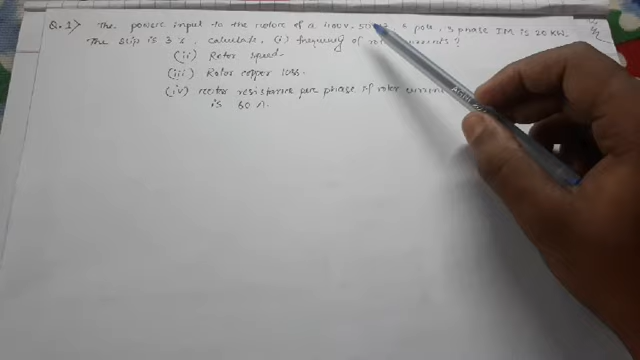 Q.1> The power input to the rotor of a 400V, 50Hz, 6 pole, 3 phase IM is 20 KW.
The slip is 3%. calculate, (i) frequency of rotor currents?
(ii) Rotor speed
(iii) Rotor copper loss.
(iv) rotor resistance per phase if rotor current
is 60 A.